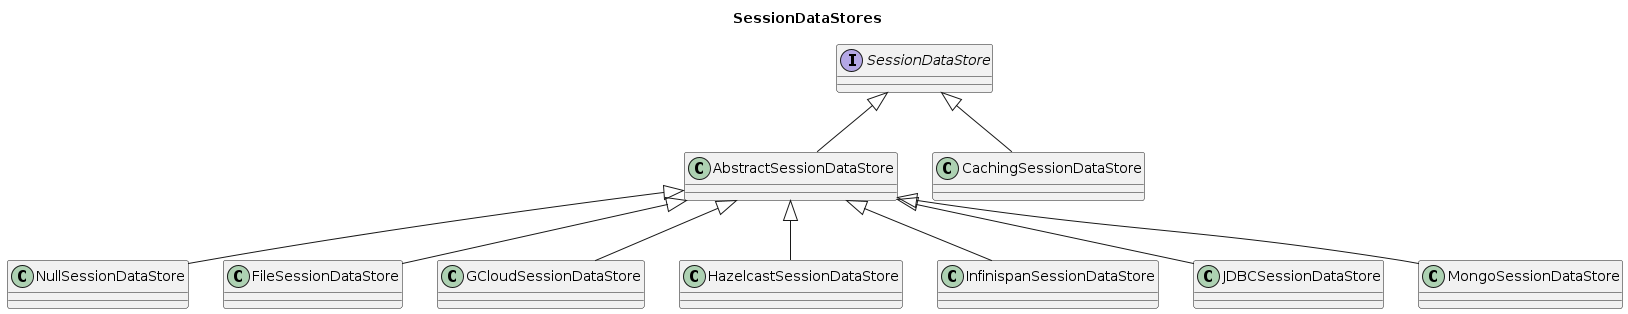 SessionDataStores
I SessionDataStore
C AbstractSessionDataStore
C CachingSessionDataStore
C NullSessionDataStore
C FileSessionDataStore
C GCloudSessionDataStore
C HazelcastSessionDataStore
C InfinispanSessionDataStore
C JDBCSessionDataStore
C MongoSessionDataStore